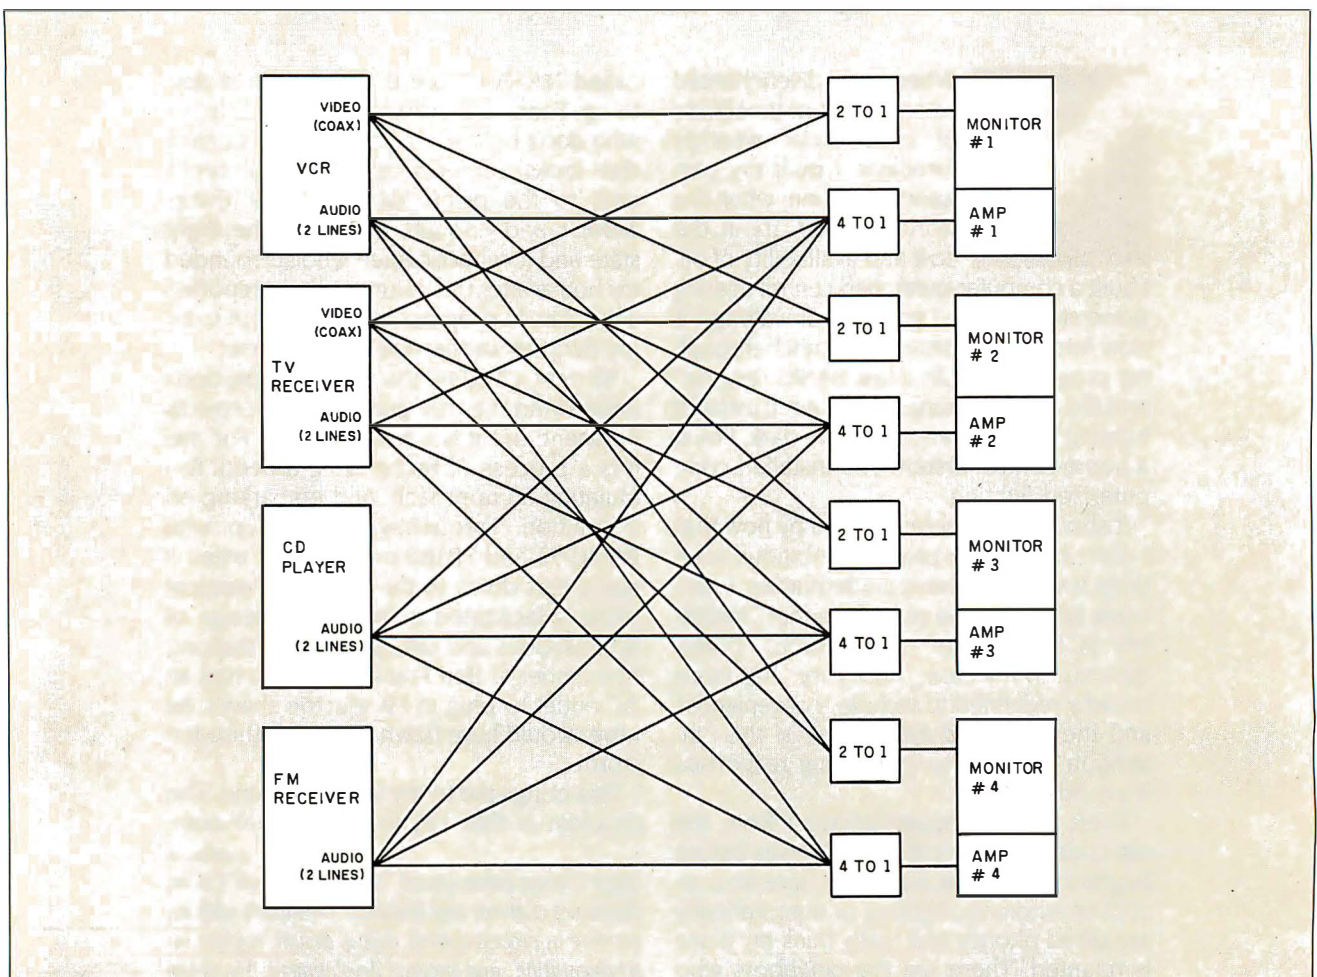 VIDEO
(COAX)
VCR
AUDIO
(2 LINES)
VIDEO
(COAX)
TV
RECEIVER
AUDIO
(2 LINES)
CD
PLAYER
AUDIO
(2 LINES)
FM
RECEIVER
AUDIO
(2 LINES)
2 TO 1
4 TO 1
2 TO 1
4 TO 1
2 TO 1
4 TO 1
2 TO 1
4 TO 1
MONITOR
#1
AMP
#1
MONITOR
# 2
AMP
#2
MONITOR
#3
AMP
#3
MONITOR
#4
AMP
#4